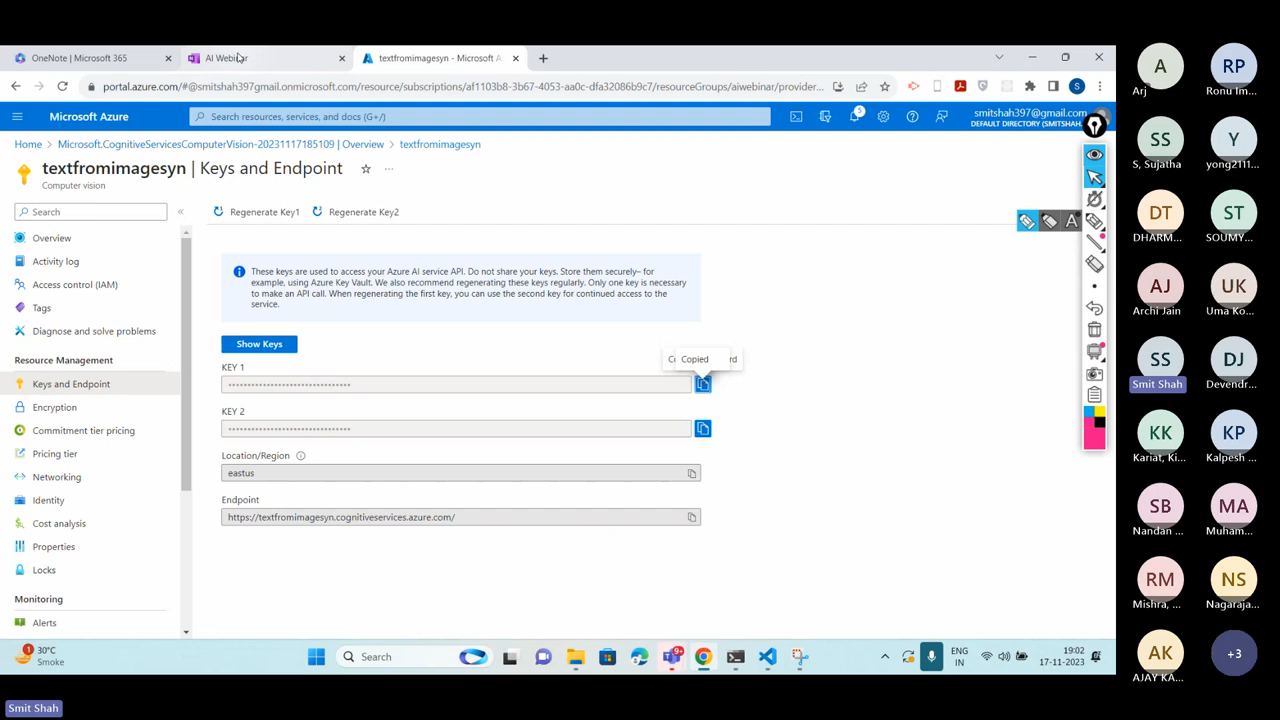 OneNote | Microsoft 365
AI Webinar
textfromimagesyn - Microsoft A
portal.azure.com/#@smitshah397gmail.onmicrosoft.com/resource/subscriptions/af1103b8-3b67-4053-aa0c-dfa32086c9c7/resourceGroups/aiwebinar/provider...
S
Microsoft Azure
Search resources, services, and docs (G+/)
5
smitshah397@gmail.com
DEFAULT DIRECTORY (SMITSHAH...
Home > Microsoft.CognitiveServicesComputerVision-20231117185109 | Overview > textfromimagesyn
textfromimagesyn | Keys and Endpoint
Computer vision
Search
Regenerate Key1
Regenerate Key2
Overview
Activity log
Access control (IAM)
Tags
Diagnose and solve problems
Resource Management
Keys and Endpoint
Encryption
Commitment tier pricing
Pricing tier
Networking
Identity
Cost analysis
Properties
Locks
Monitoring
Alerts
These keys are used to access your Azure AI service API. Do not share your keys. Store them securely– for
example, using Azure Key Vault. We also recommend regenerating these keys regularly. Only one key is necessary
to make an API call. When regenerating the first key, you can use the second key for continued access to the
service.
Show Keys
KEY 1
Copied
KEY 2
Location/Region
eastus
Endpoint
https://textfromimagesyn.cognitiveservices.azure.com/
A
30°C
Smoke
1
Search
9+
ENG
IN
19:02
17-11-2023
A
Arj
RP
Ronu Im...
SS
S, Sujatha
Y
yong2111...
DT
DHARM...
ST
SOUMY...
AJ
Archi Jain
UK
Uma Ko...
SS
Smit Shah
DJ
Devendr...
KK
Kariat, Ki...
KP
Kalpesh ...
SB
Nandan ...
MA
Muham...
RM
Mishra, ...
NS
Nagaraja...
AK
AJAY KA...
+3
Smit Shah